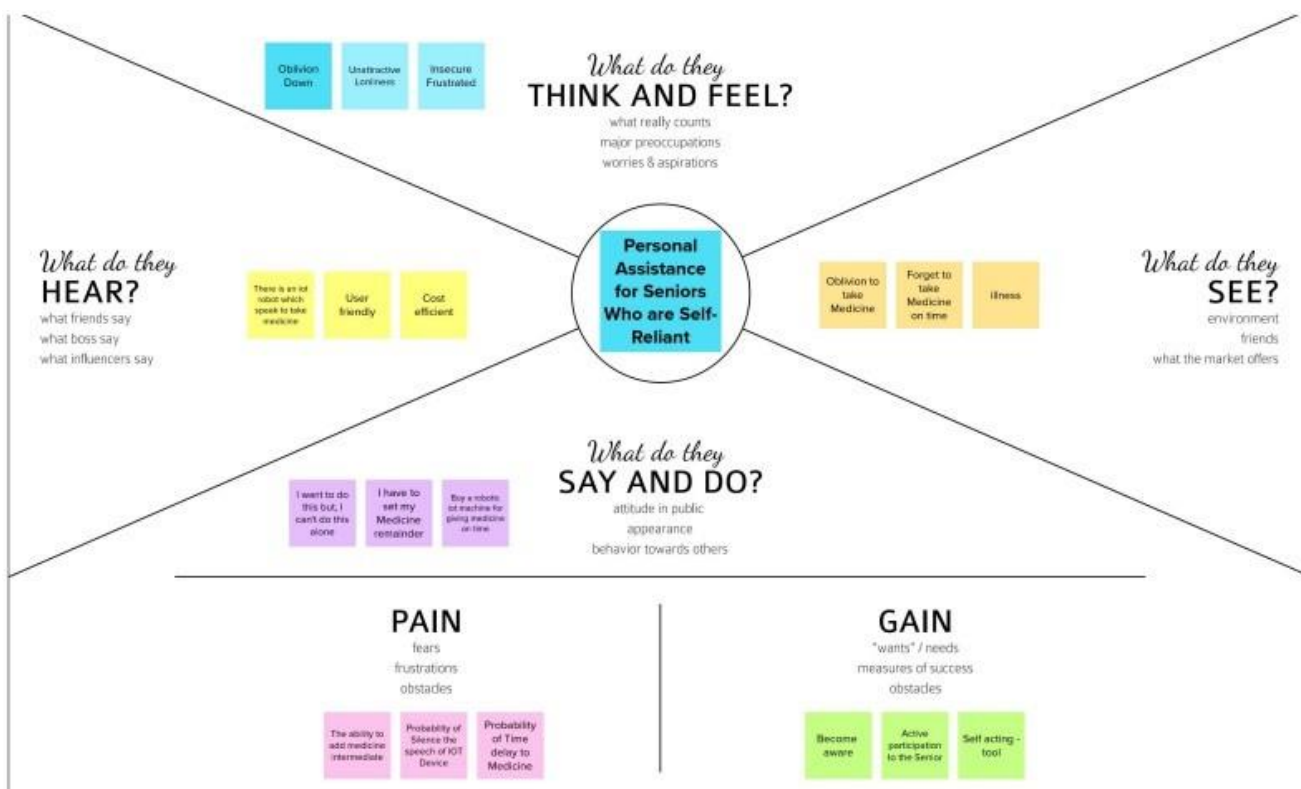 Oblivion
Down
Unattractive
Lonliness
Insecure
Frustrated
What do they
THINK AND FEEL?
what really counts
major preoccupations
worries & aspirations
What do they
HEAR?
what friends say
what boss say
what influencers say
There is an iot
robot which
speak to take
medicine
User
friendly
Cost
efficient
Personal
Assistance
for Seniors
Who are Self-
Reliant
Oblivion to
take
Medicine
Forget to
take
Medicine
on time
Illness
What do they
SEE?
environment
friends
what the market offers
What do they
SAY AND DO?
attitude in public
appearance
behavior towards others
I want to do
this but, I
can't do this
alone
I have to
set my
Medicine
remainder
Buy a robotic
iot machine for
giving medicine
on time
PAIN
fears
frustrations
obstacles
The ability to
add medicine
intermediate
Probablity of
Silence the
speech of IOT
Device
Probability
of Time
delay to
Medicine
GAIN
"wants" / needs
measures of success
obstacles
Become
aware
Active
participation
to the Senior
Self acting -
tool